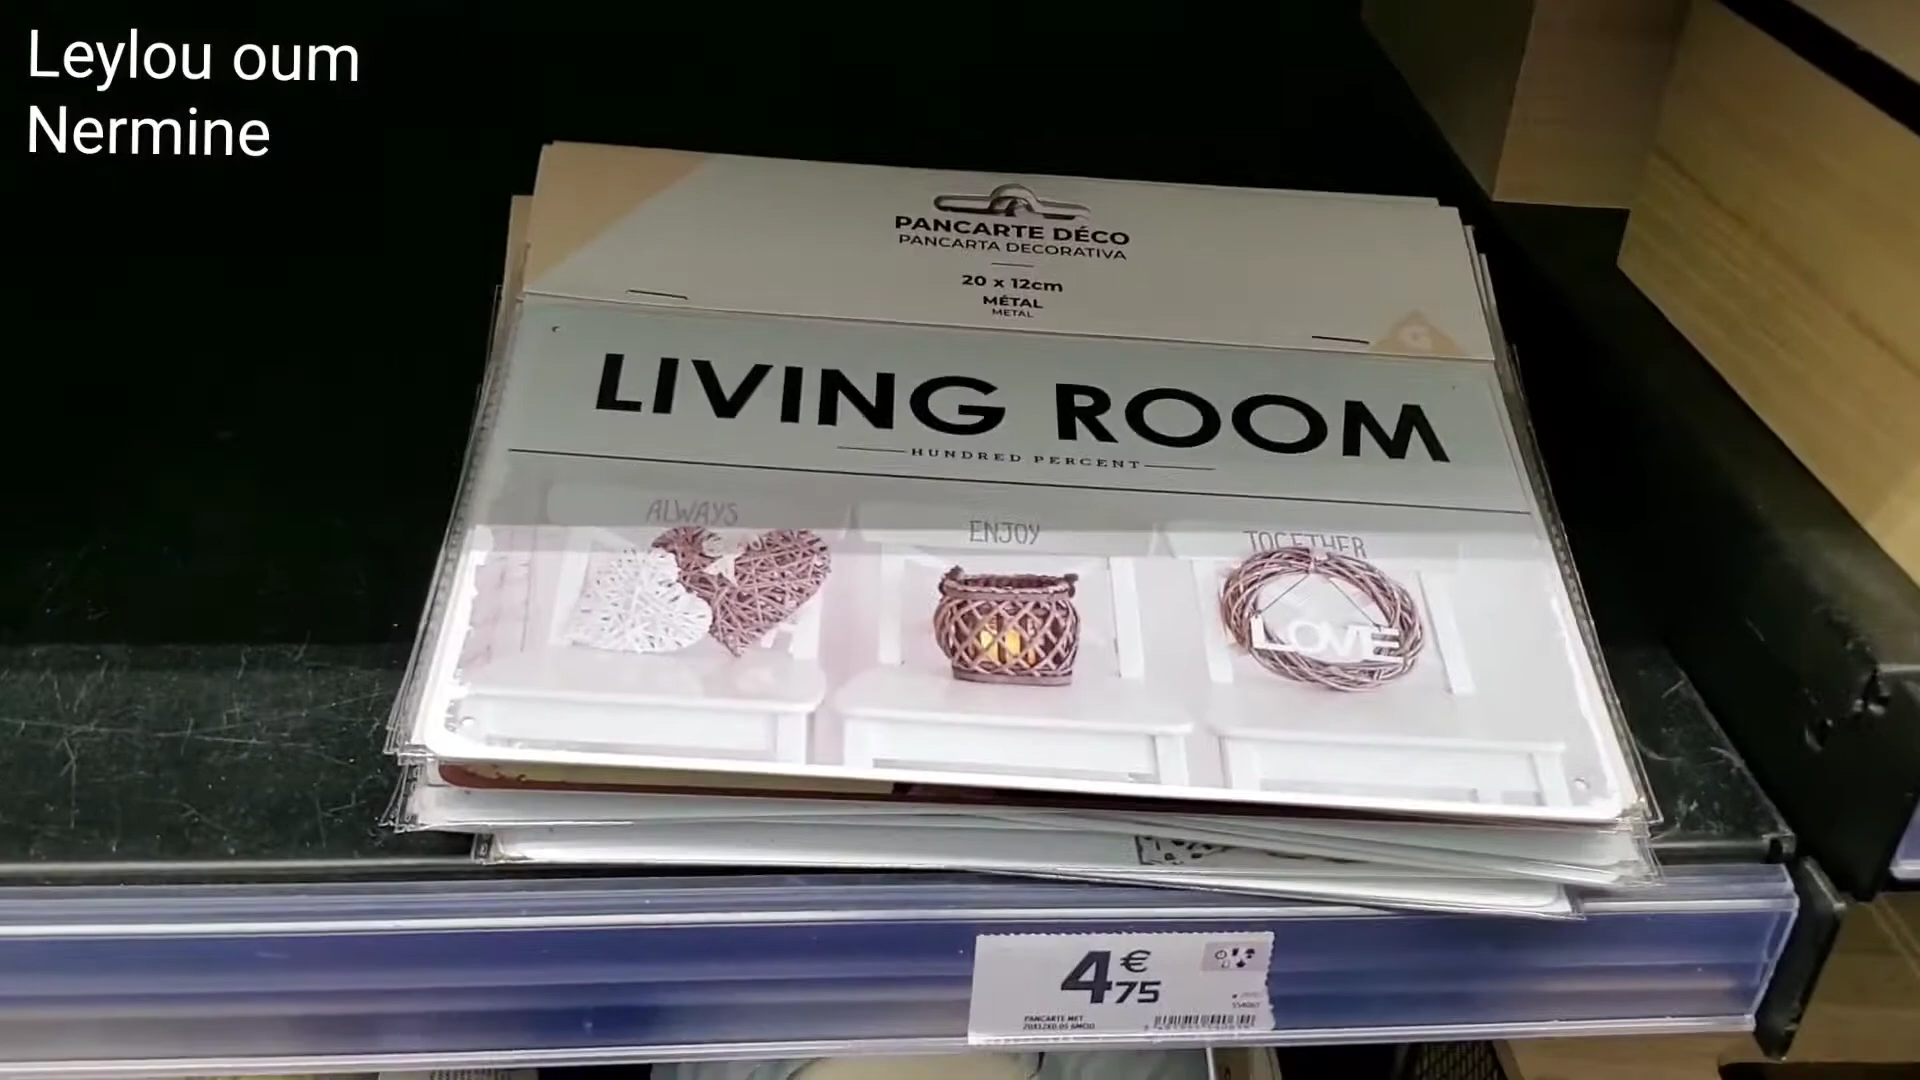 Leylou oum
Nermine
PANCARTE DÉCO
PANCARTA DECORATIVA
20 x 12cm
MÉTAL
METAL
LIVING ROOM
HUNDRED PERCENT
ALWAYS
ENJOY
TOGETHER
LOVE
4€75
PANCARTE MET